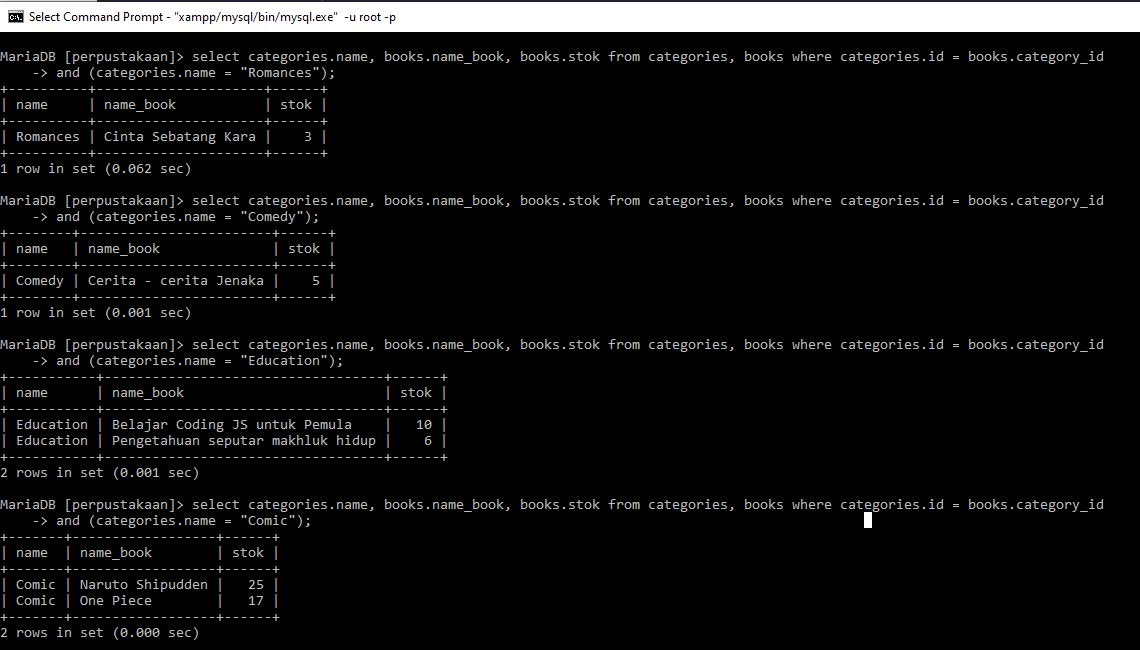 Select Command Prompt - "xampp/mysql/bin/mysql.exe" -u root -p
MariaDB [perpustakaan]> select categories.name, books.name_book, books.stok from categories, books where categories.id = books.category_id
    -> and (categories.name = "Romances");
+----------+---------------------+------+
| name     | name_book           | stok |
+----------+---------------------+------+
| Romances | Cinta Sebatang Kara |    3 |
+----------+---------------------+------+
1 row in set (0.062 sec)
MariaDB [perpustakaan]> select categories.name, books.name_book, books.stok from categories, books where categories.id = books.category_id
    -> and (categories.name = "Comedy");
+--------+------------------------+------+
| name   | name_book              | stok |
+--------+------------------------+------+
| Comedy | Cerita - cerita Jenaka |    5 |
+--------+------------------------+------+
1 row in set (0.001 sec)
MariaDB [perpustakaan]> select categories.name, books.name_book, books.stok from categories, books where categories.id = books.category_id
    -> and (categories.name = "Education");
+-----------+-----------------------------------+------+
| name      | name_book                         | stok |
+-----------+-----------------------------------+------+
| Education | Belajar Coding JS untuk Pemula    |   10 |
| Education | Pengetahuan seputar makhluk hidup |    6 |
+-----------+-----------------------------------+------+
2 rows in set (0.001 sec)
MariaDB [perpustakaan]> select categories.name, books.name_book, books.stok from categories, books where categories.id = books.category_id
    -> and (categories.name = "Comic");
+-------+------------------+------+
| name  | name_book        | stok |
+-------+------------------+------+
| Comic | Naruto Shipudden |   25 |
| Comic | One Piece        |   17 |
+-------+------------------+------+
2 rows in set (0.000 sec)